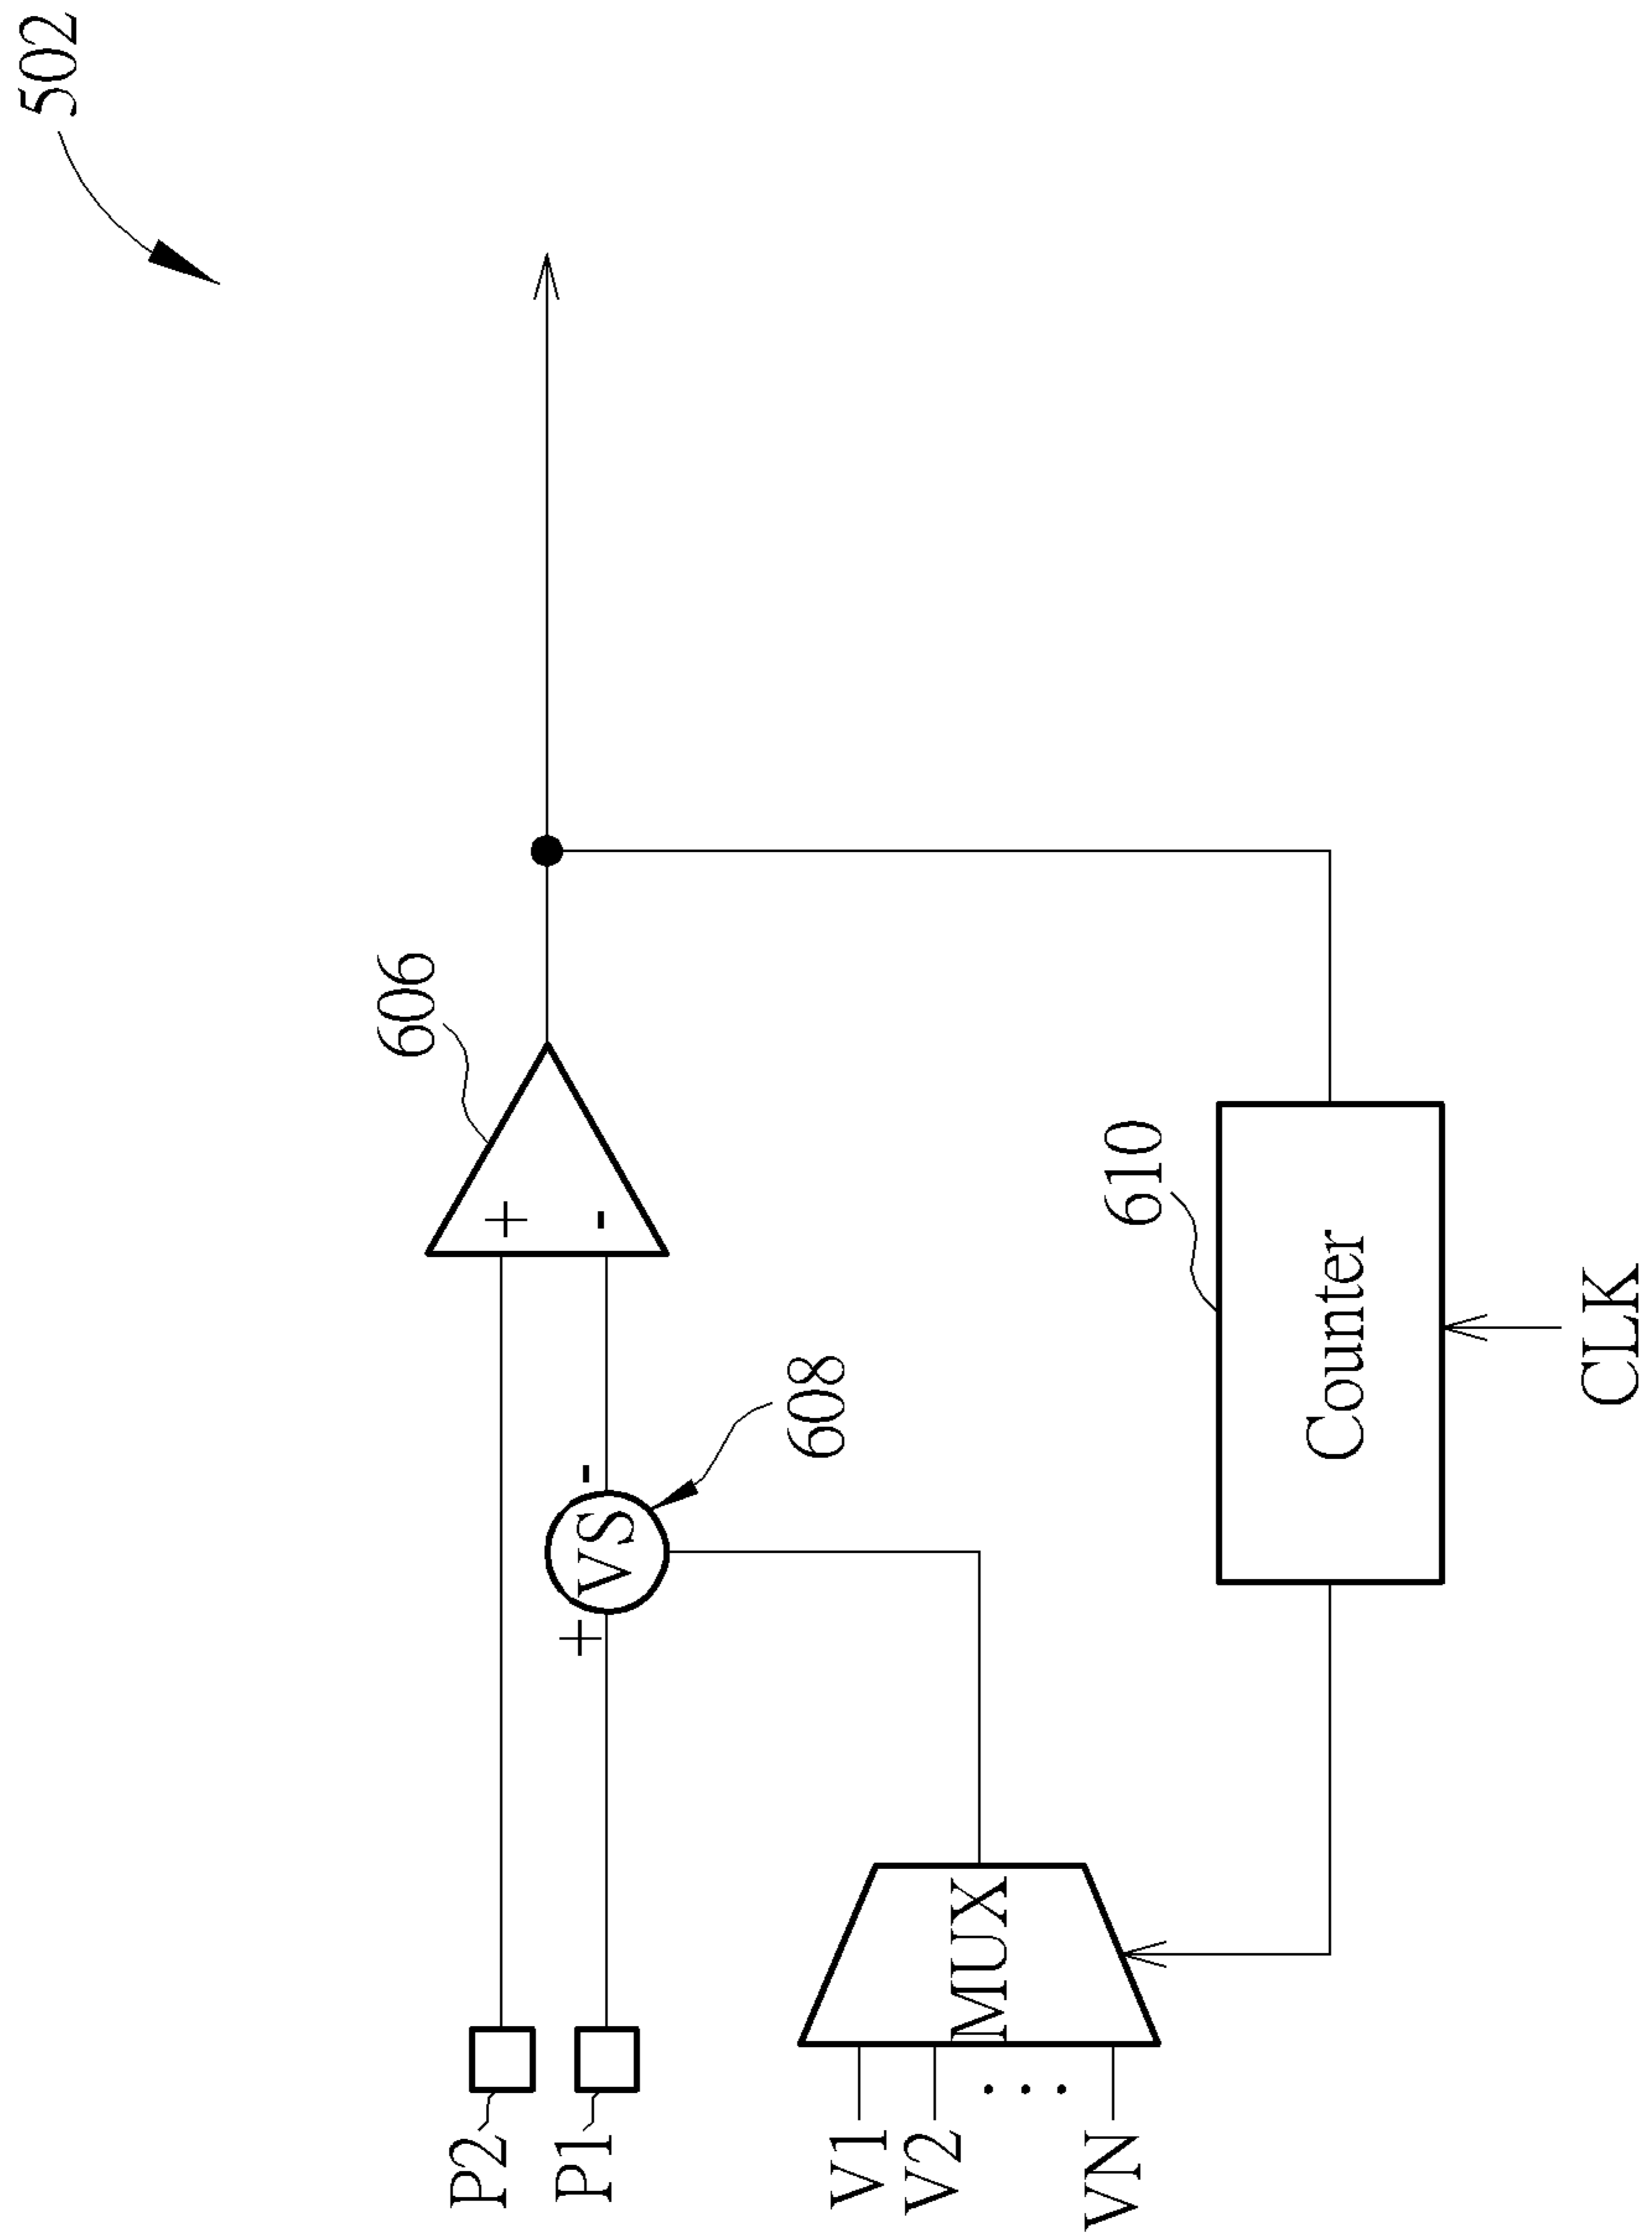 502
606
P2
+
P1
+
VS
-
-
608
V1
V2
MUX
610
VN
Counter
CLK